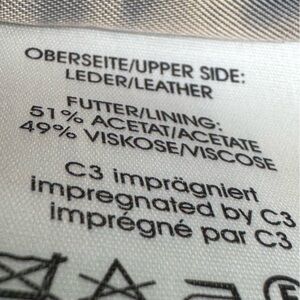 OBERSEITE/UPPER SIDE:
LEDER/LEATHER
FUTTER/LINING:
51% ACETAT/ACETATE
49% VISKOSE/VISCOSE
C3 imprägniert
impregnated by C3
imprégné par C3